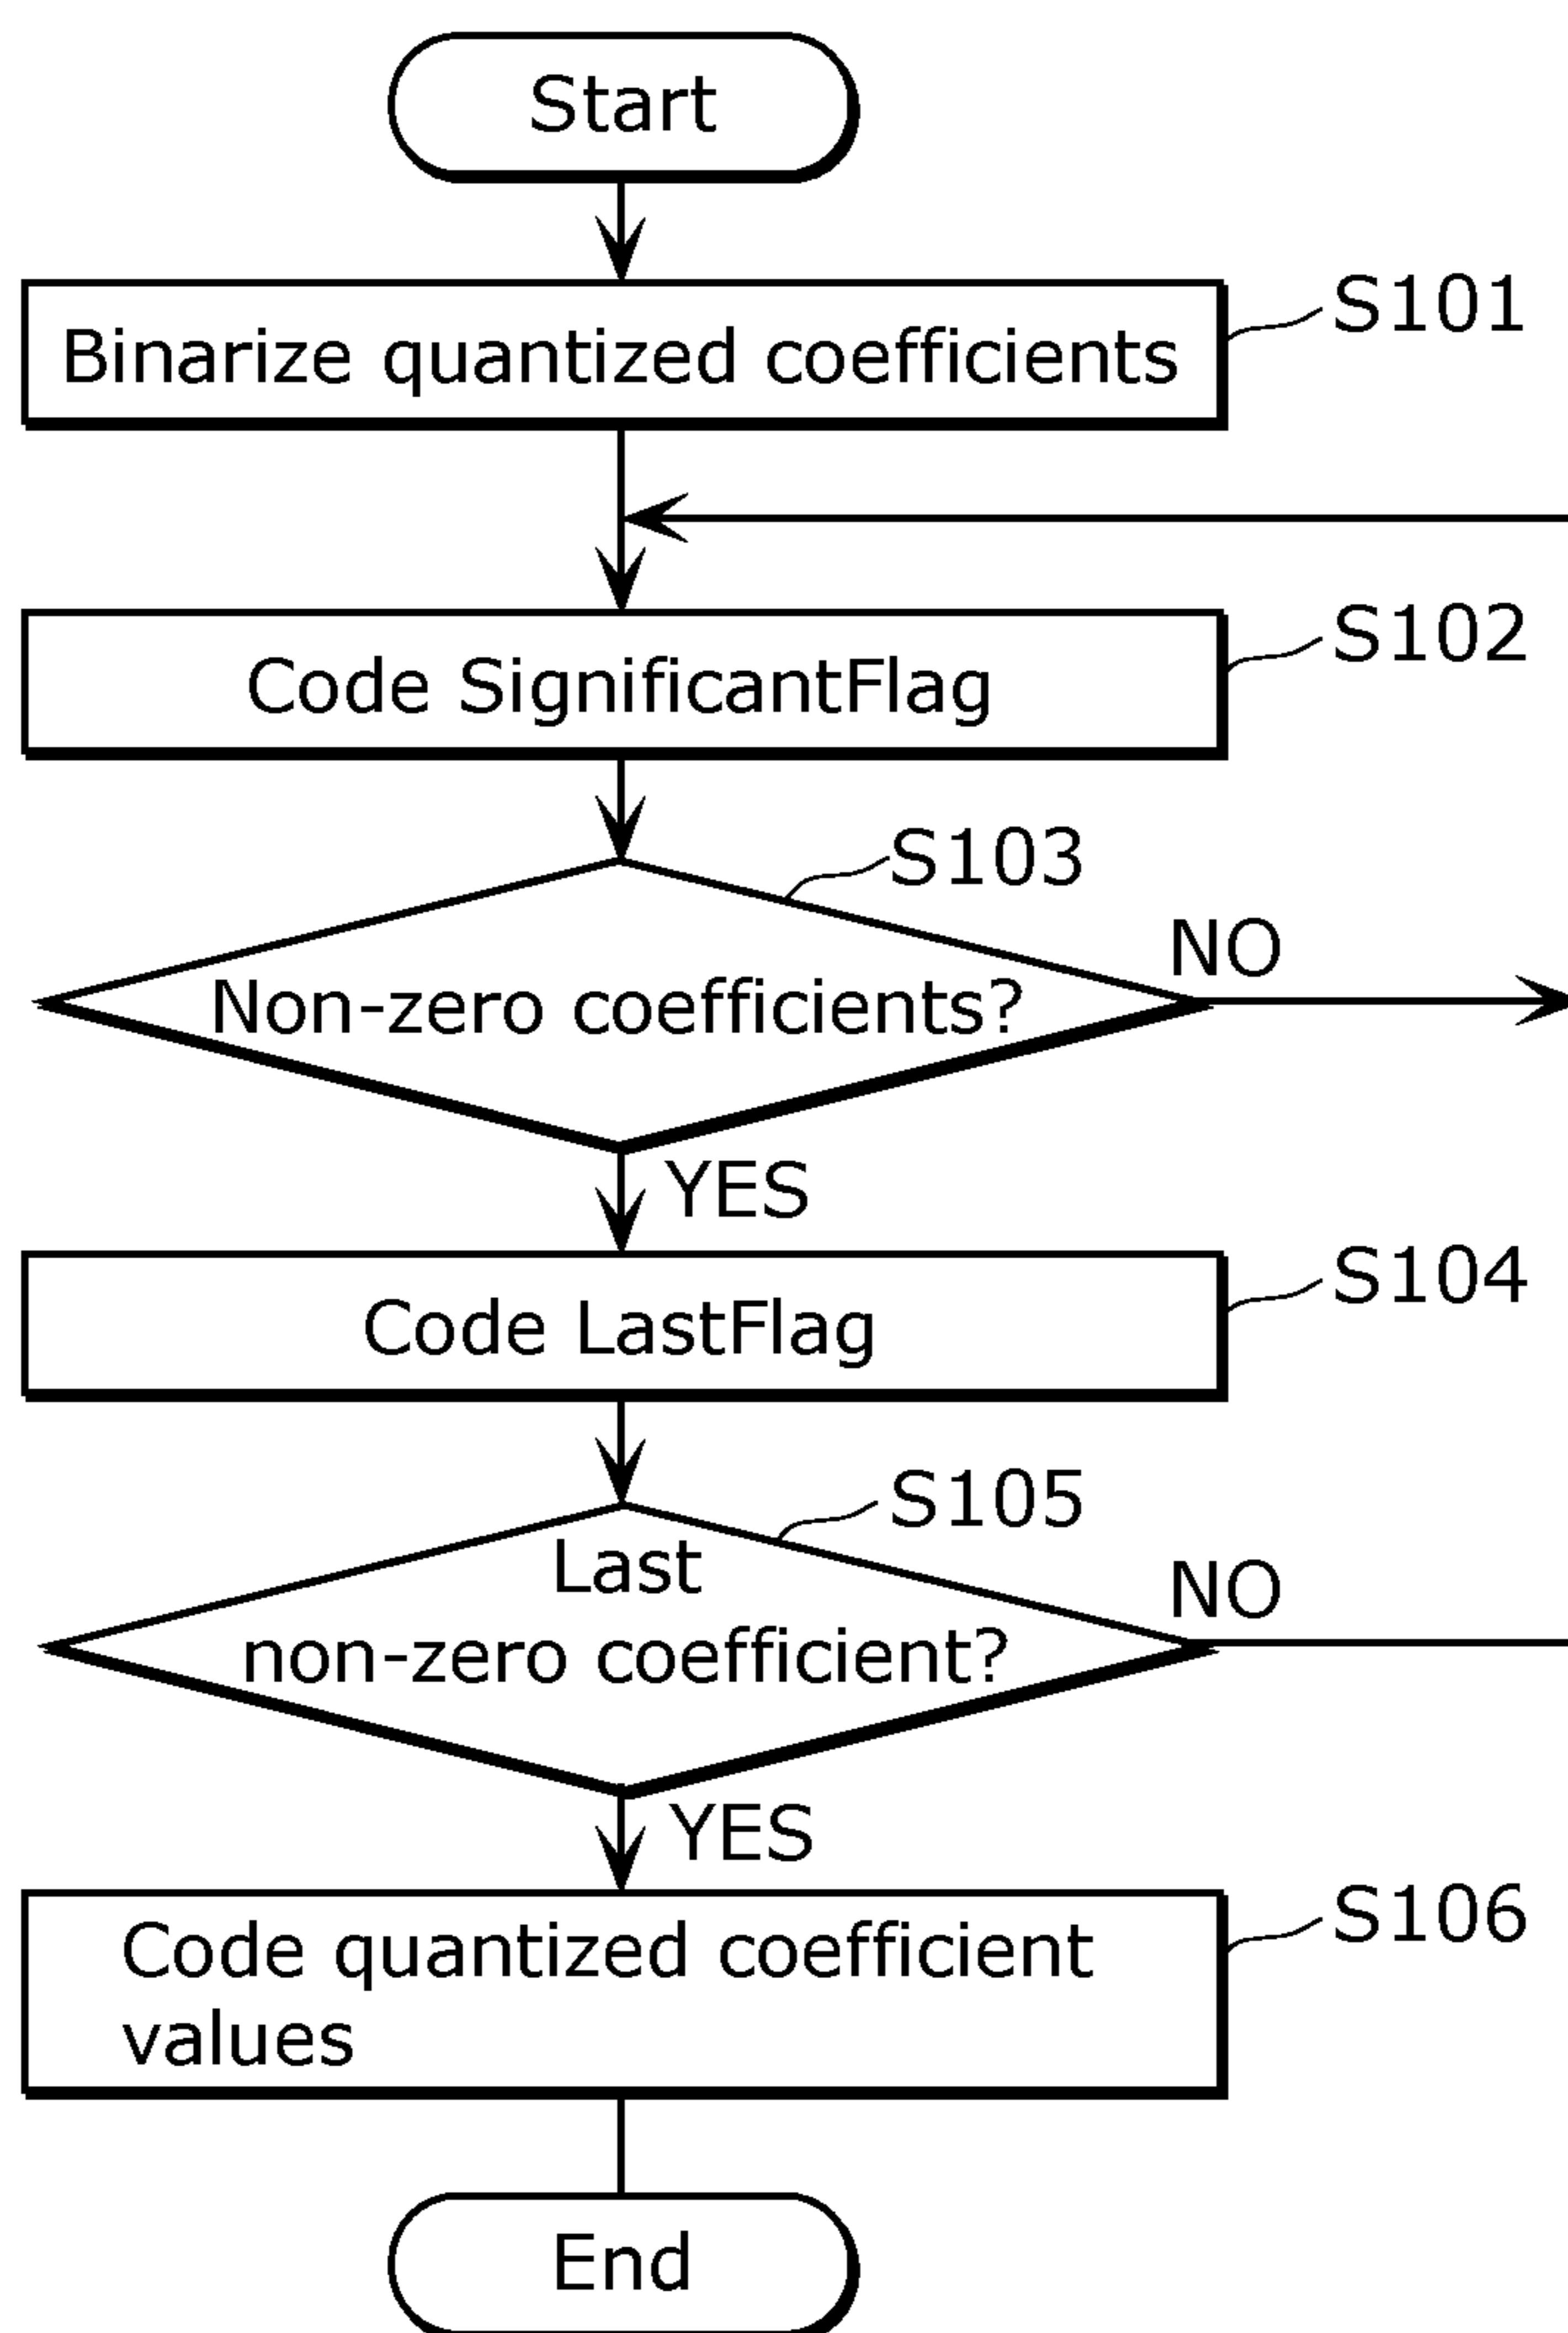 Start
Binarize quantized coefficients
S101
Code SignificantFlag
S102
S103
Non-zero coefficients?
NO
YES
Code LastFlag
S104
S105
Last
non-zero coefficient?
NO
YES
Code quantized coefficient
values
S106
End